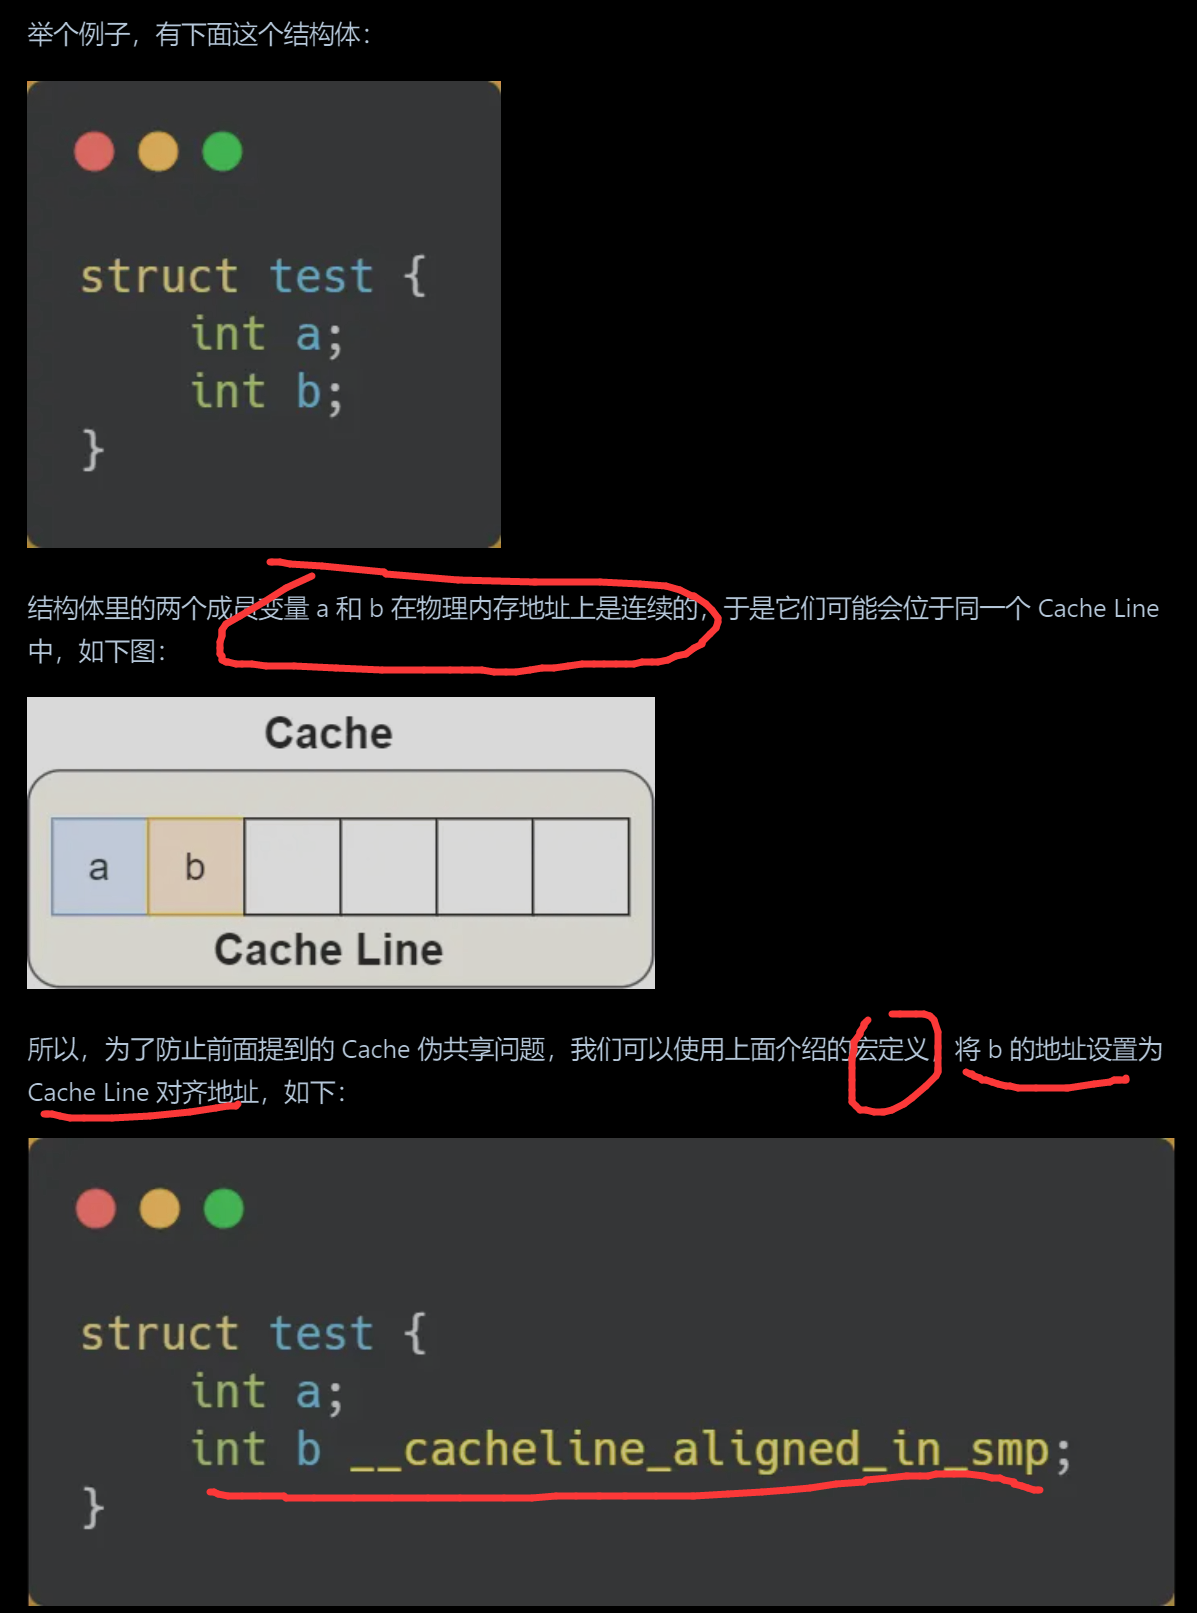 举个例子，有下面这个结构体：
struct test {
int a;
int b;
}
结构体里的两个成员变量 a 和 b 在物理内存地址上是连续的，于是它们可能会位于同一个 Cache Line
中，如下图：
Cache
a b
Cache Line
所以，为了防止前面提到的 Cache 伪共享问题，我们可以使用上面介绍的宏定义，将 b 的地址设置为
Cache Line 对齐地址，如下：
struct test {
int a;
int b __cacheline_aligned_in_smp;
}